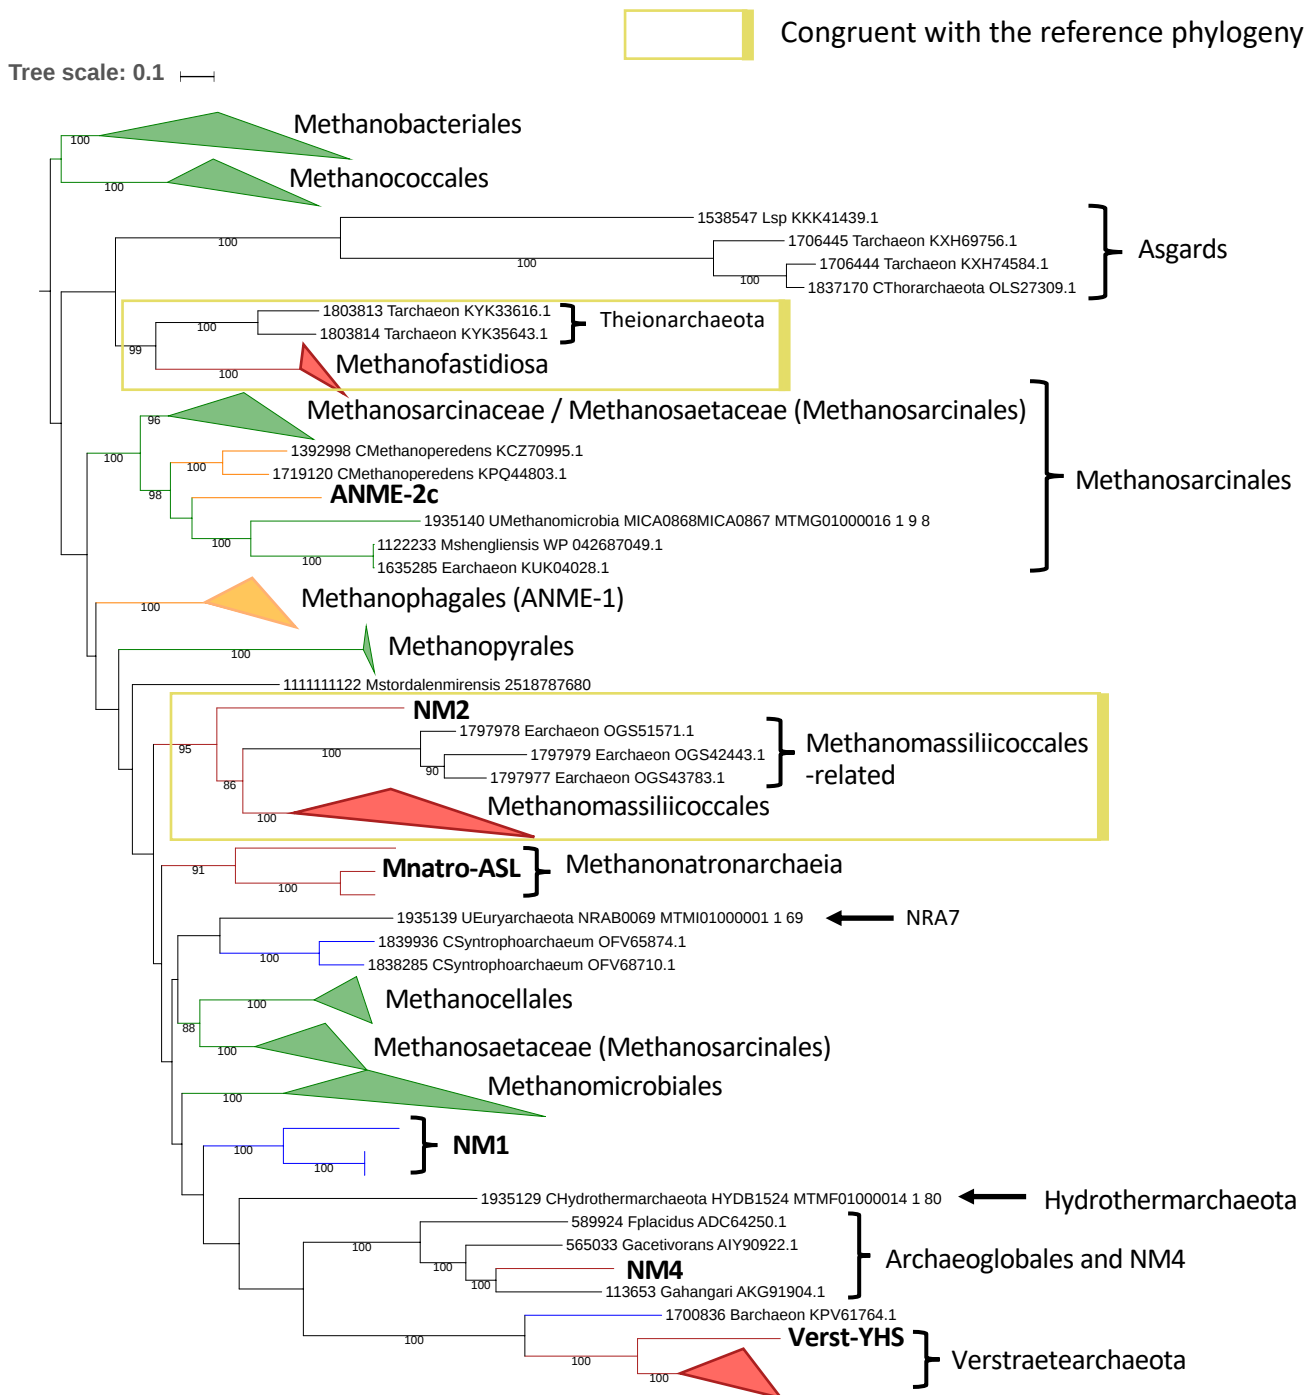 Congruent with the reference phylogeny
Tree scale: 0.1
Methanobacteriales
100
Methanococcales
100
1538547 Lsp KKK41439.1
100
1706445 Tarchaeon KXH69756.1
Asgards
100
1706444 Tarchaeon KXH74584.1
100
1837170 CThorarchaeota OLS27309.1
1803813 Tarchaeon KYK33616.1
Theionarchaeota
100
1803814 Tarchaeon KYK35643.1
99
Methanofastidiosa
100
Methanosarcinaceae / Methanosaetaceae (Methanosarcinales)
96
1392998 CMethanoperedens KCZ70995.1
100
100
1719120 CMethanoperedens KPQ44803.1
Methanosarcinales
98
ANME-2c
1935140 UMethanomicrobia MICA0868MICA0867 MTMG01000016 1 9 8
100
1122233 Mshengliensis WP 042687049.1
100
1635285 Earchaeon KUK04028.1
Methanophagales (ANME-1)
100
Methanopyrales
100
1111111122 Mstordalenmirensis 2518787680
NM2
95
1797978 Earchaeon OGS51571.1
100
1797979 Earchaeon OGS42443.1
Methanomassiliicoccales
-related
90
1797977 Earchaeon OGS43783.1
86
Methanomassiliicoccales
100
91
Mnatro-ASL
Methanonatronarchaeia
100
1935139 UEuryarchaeota NRAB0069 MTMI01000001 1 69
NRA7
1839936 CSyntrophoarchaeum OFV65874.1
100
1838285 CSyntrophoarchaeum OFV68710.1
100
Methanocellales
88
100
Methanosaetaceae (Methanosarcinales)
100
Methanomicrobiales
100
NM1
100
1935129 CHydrothermarchaeota HYDB1524 MTMF01000014 1 80
Hydrothermarchaeota
589924 Fplacidus ADC64250.1
100
565033 Gacetivorans AIY90922.1
Archaeoglobales and NM4
100
NM4
100
113653 Gahangari AKG91904.1
1700836 Barchaeon KPV61764.1
100
Verst-YHS
100
Verstraetearchaeota
100